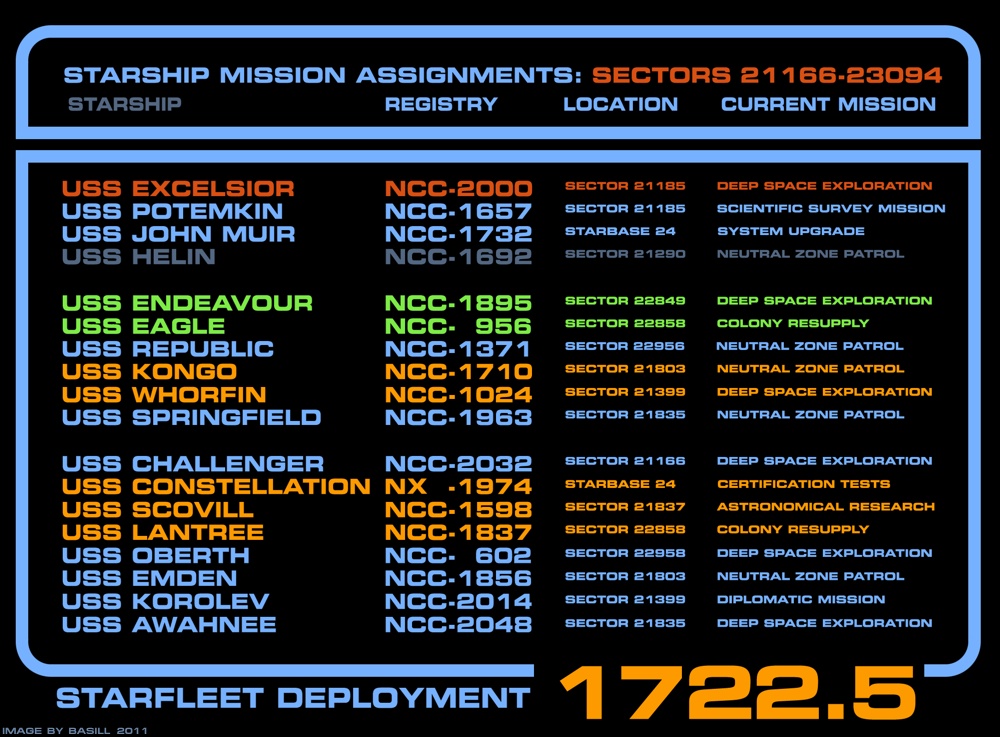 STARSHIP MISSION ASSIGNMENTS: SECTORS 21166-23094
STARSHIP REGISTRY LOCATION CURRENT MISSION
USS EXCELSIOR NCC-2000 SECTOR 21185 DEEP SPACE EXPLORATION
USS POTEMKIN NCC-1657 SECTOR 21185 SCIENTIFIC SURVEY MISSION
USS JOHN MUIR NCC-1732 STARBASE 24 SYSTEM UPGRADE
USS HELIN NCC-1692 SECTOR 21290 NEUTRAL ZONE PATROL
USS ENDEAVOUR NCC-1895 SECTOR 22849 DEEP SPACE EXPLORATION
USS EAGLE NCC- 956 SECTOR 22858 COLONY RESUPPLY
USS REPUBLIC NCC-1371 SECTOR 22956 NEUTRAL ZONE PATROL
USS KONGO NCC-1710 SECTOR 21803 NEUTRAL ZONE PATROL
USS WHORFIN NCC-1024 SECTOR 21399 DEEP SPACE EXPLORATION
USS SPRINGFIELD NCC-1963 SECTOR 21835 NEUTRAL ZONE PATROL
USS CHALLENGER NCC-2032 SECTOR 21166 DEEP SPACE EXPLORATION
USS CONSTELLATION NX -1974 STARBASE 24 CERTIFICATION TESTS
USS SCOVILL NCC-1598 SECTOR 21837 ASTRONOMICAL RESEARCH
USS LANTREE NCC-1837 SECTOR 22858 COLONY RESUPPLY
USS OBERTH NCC- 602 SECTOR 22958 DEEP SPACE EXPLORATION
USS EMDEN NCC-1856 SECTOR 21803 NEUTRAL ZONE PATROL
USS KOROLEV NCC-2014 SECTOR 21399 DIPLOMATIC MISSION
USS AWAHNEE NCC-2048 SECTOR 21835 DEEP SPACE EXPLORATION
STARFLEET DEPLOYMENT 1722.5
IMAGE BY BASILL 2011